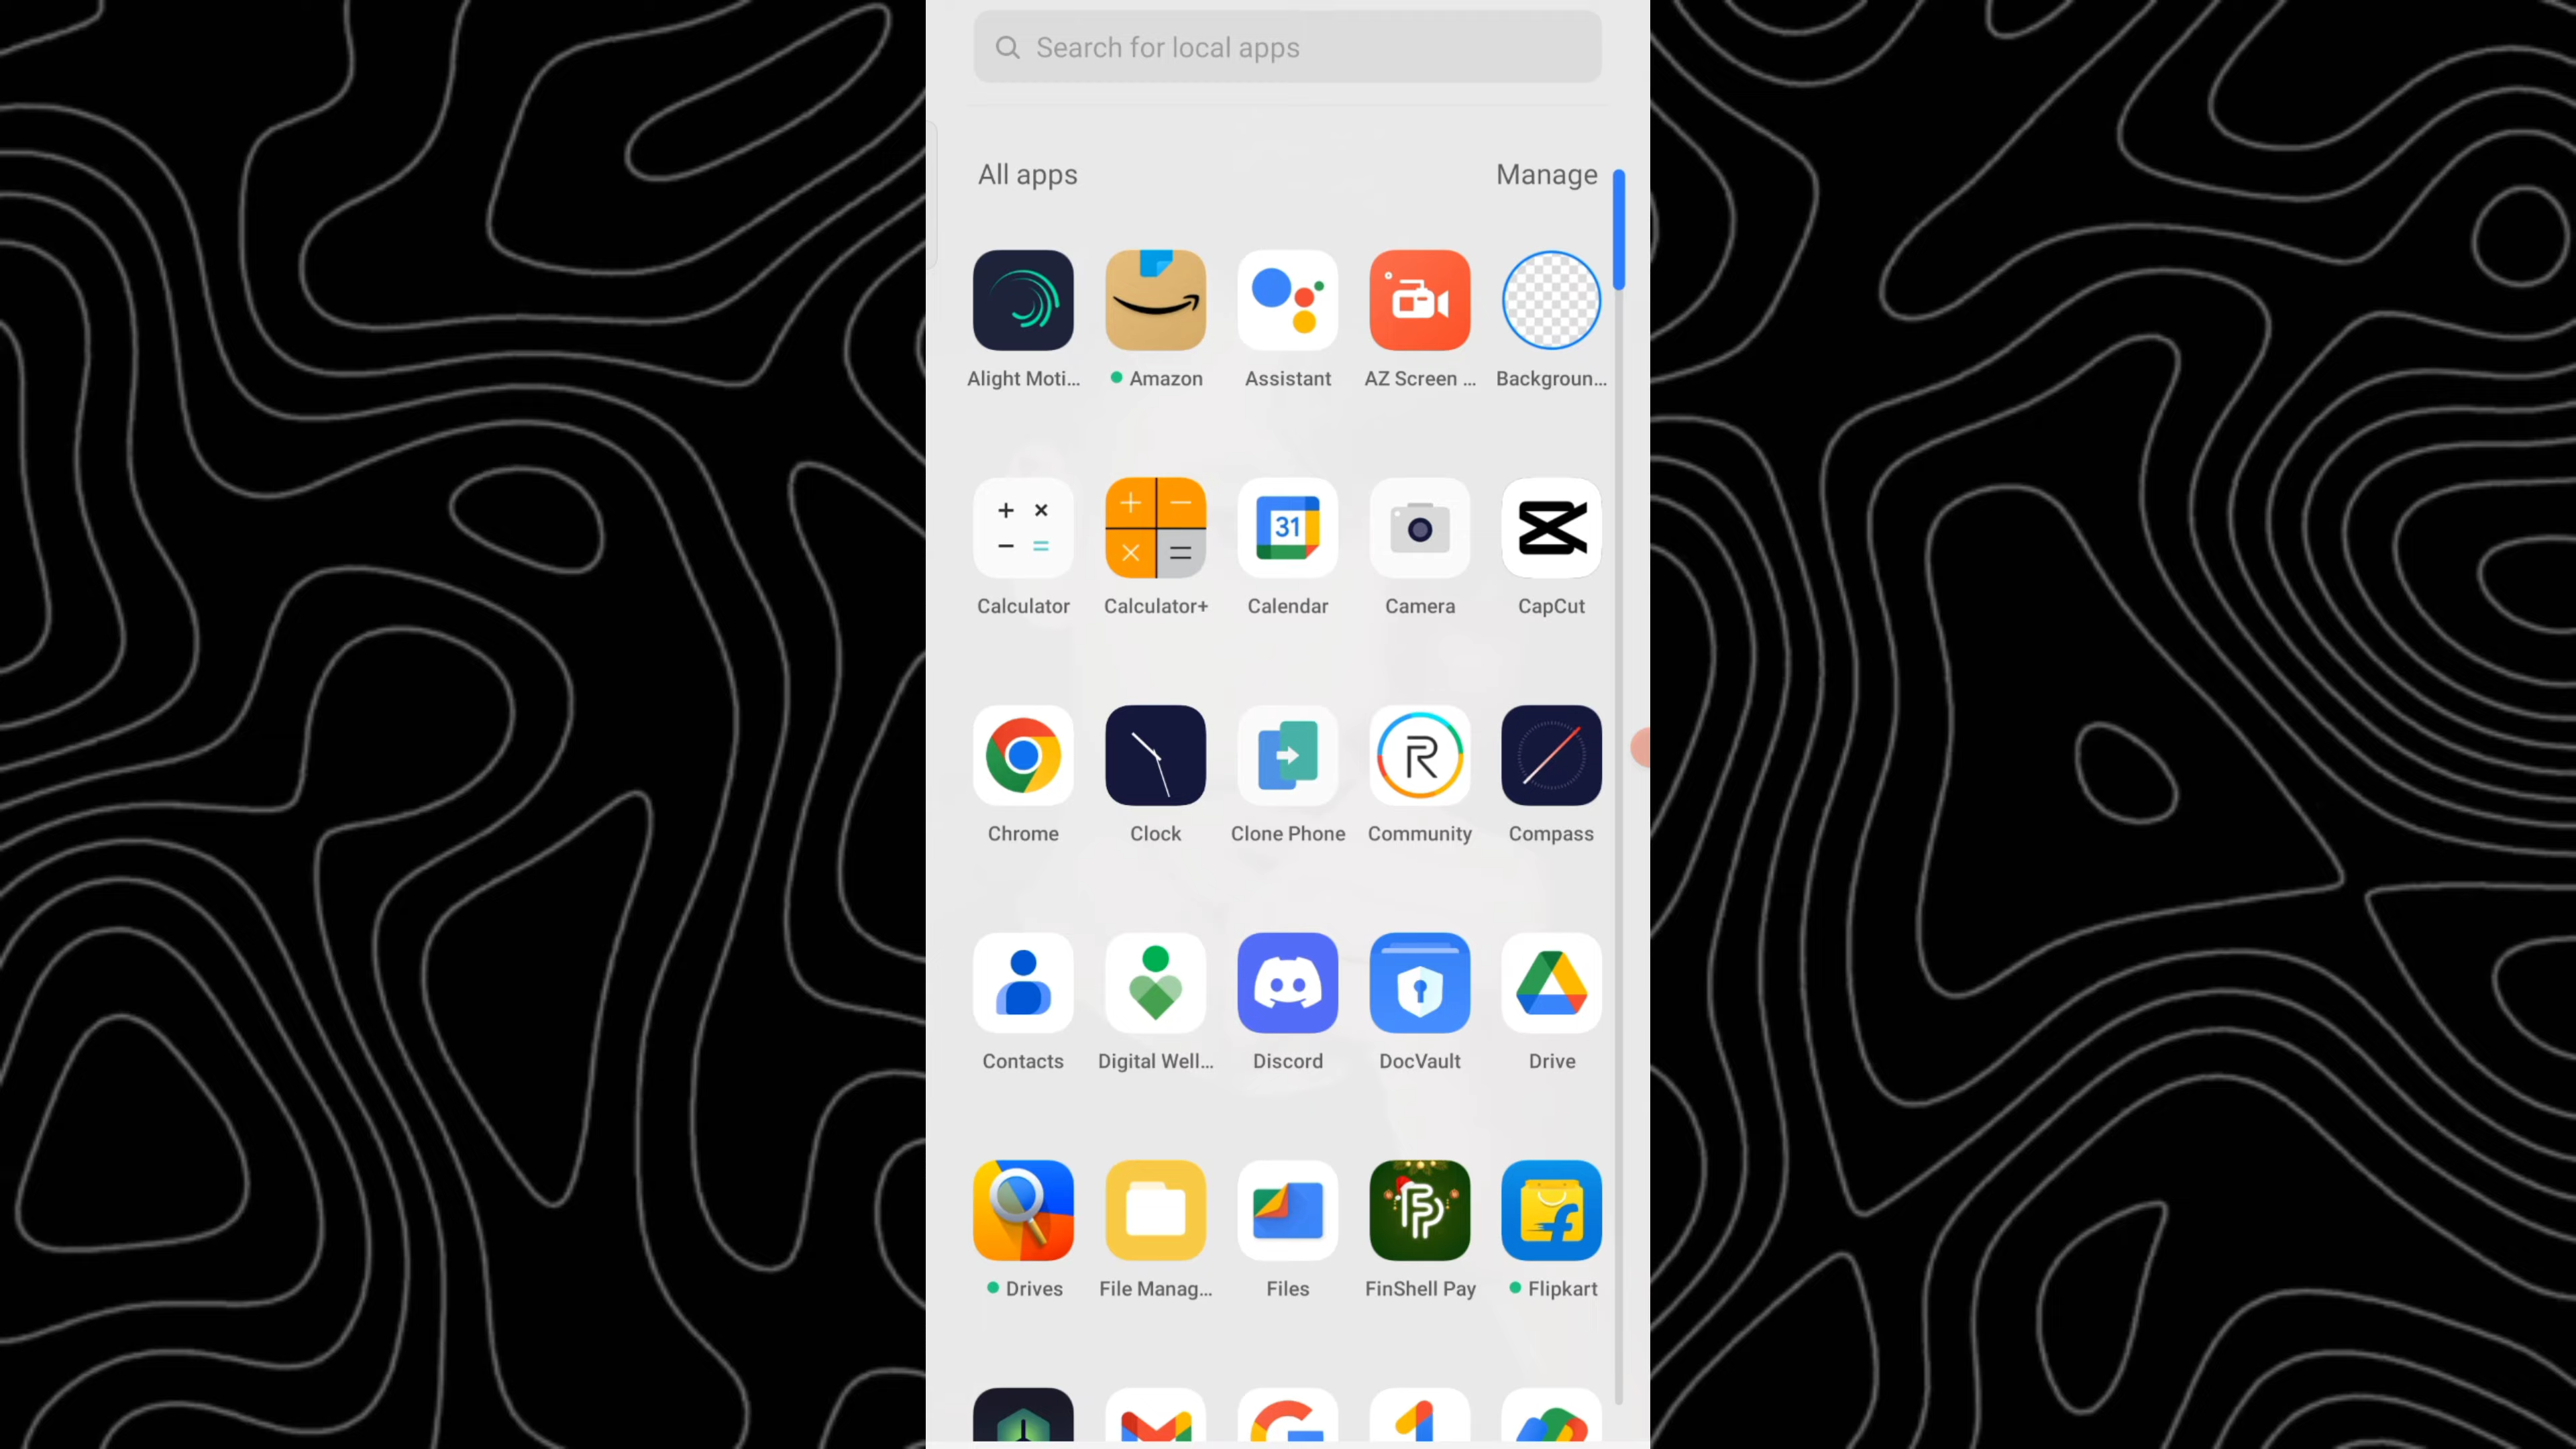 Search for local apps
All apps
Manage
Alight Moti...
Amazon
Assistant
AZ Screen ...
Backgroun...
Calculator
Calculator+
31
Calendar
Camera
CapCut
Chrome
Clock
Clone Phone
R
Community
Compass
Contacts
Digital Well...
Discord
DocVault
Drive
Drives
File Manag...
Files
FinShell Pay
Flipkart